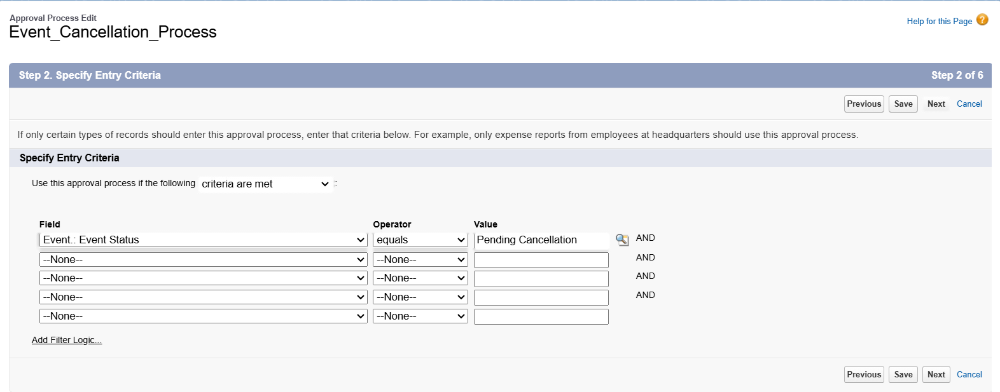 Approval Process Edit
Event_Cancellation_Process
Help for this Page ?
Step 2. Specify Entry Criteria Step 2 of 6
Previous Save Next Cancel
If only certain types of records should enter this approval process, enter that criteria below. For example, only expense reports from employees at headquarters should use this approval process.
Specify Entry Criteria
Use this approval process if the following criteria are met :
Field Operator Value
Event.: Event Status equals Pending Cancellation AND
--None-- --None-- AND
--None-- --None-- AND
--None-- --None-- AND
--None-- --None--
Add Filter Logic...
Previous Save Next Cancel